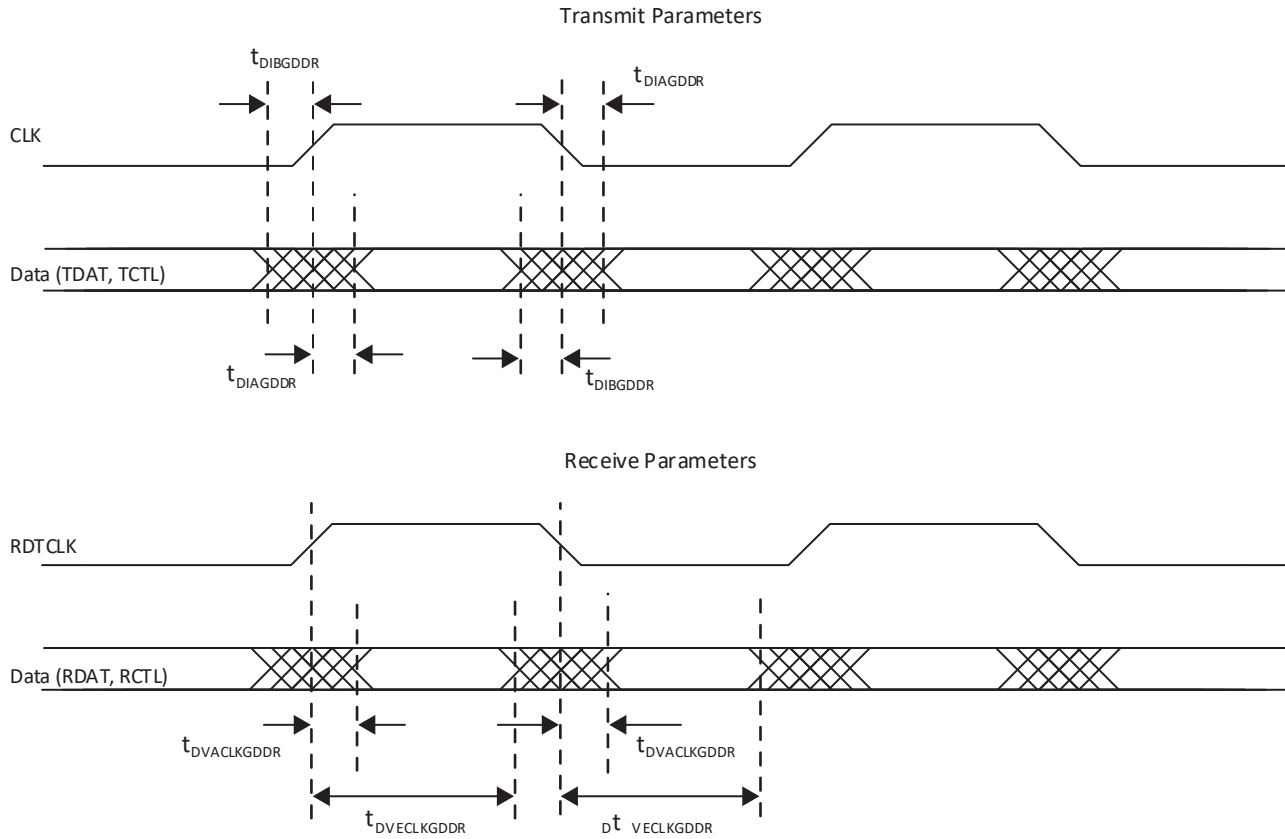 Transmit Parameters
tDIBGDDR
tDIAGDDR
CLK
Data (TDAT, TCTL)
tDIAGDDR
tDIBGDDR
Receive Parameters
RDTCLK
Data (RDAT, RCTL)
tDVACLKGDDR
tDVACLKGDDR
tDVECLKGDDR
Dt VECLKGDDR